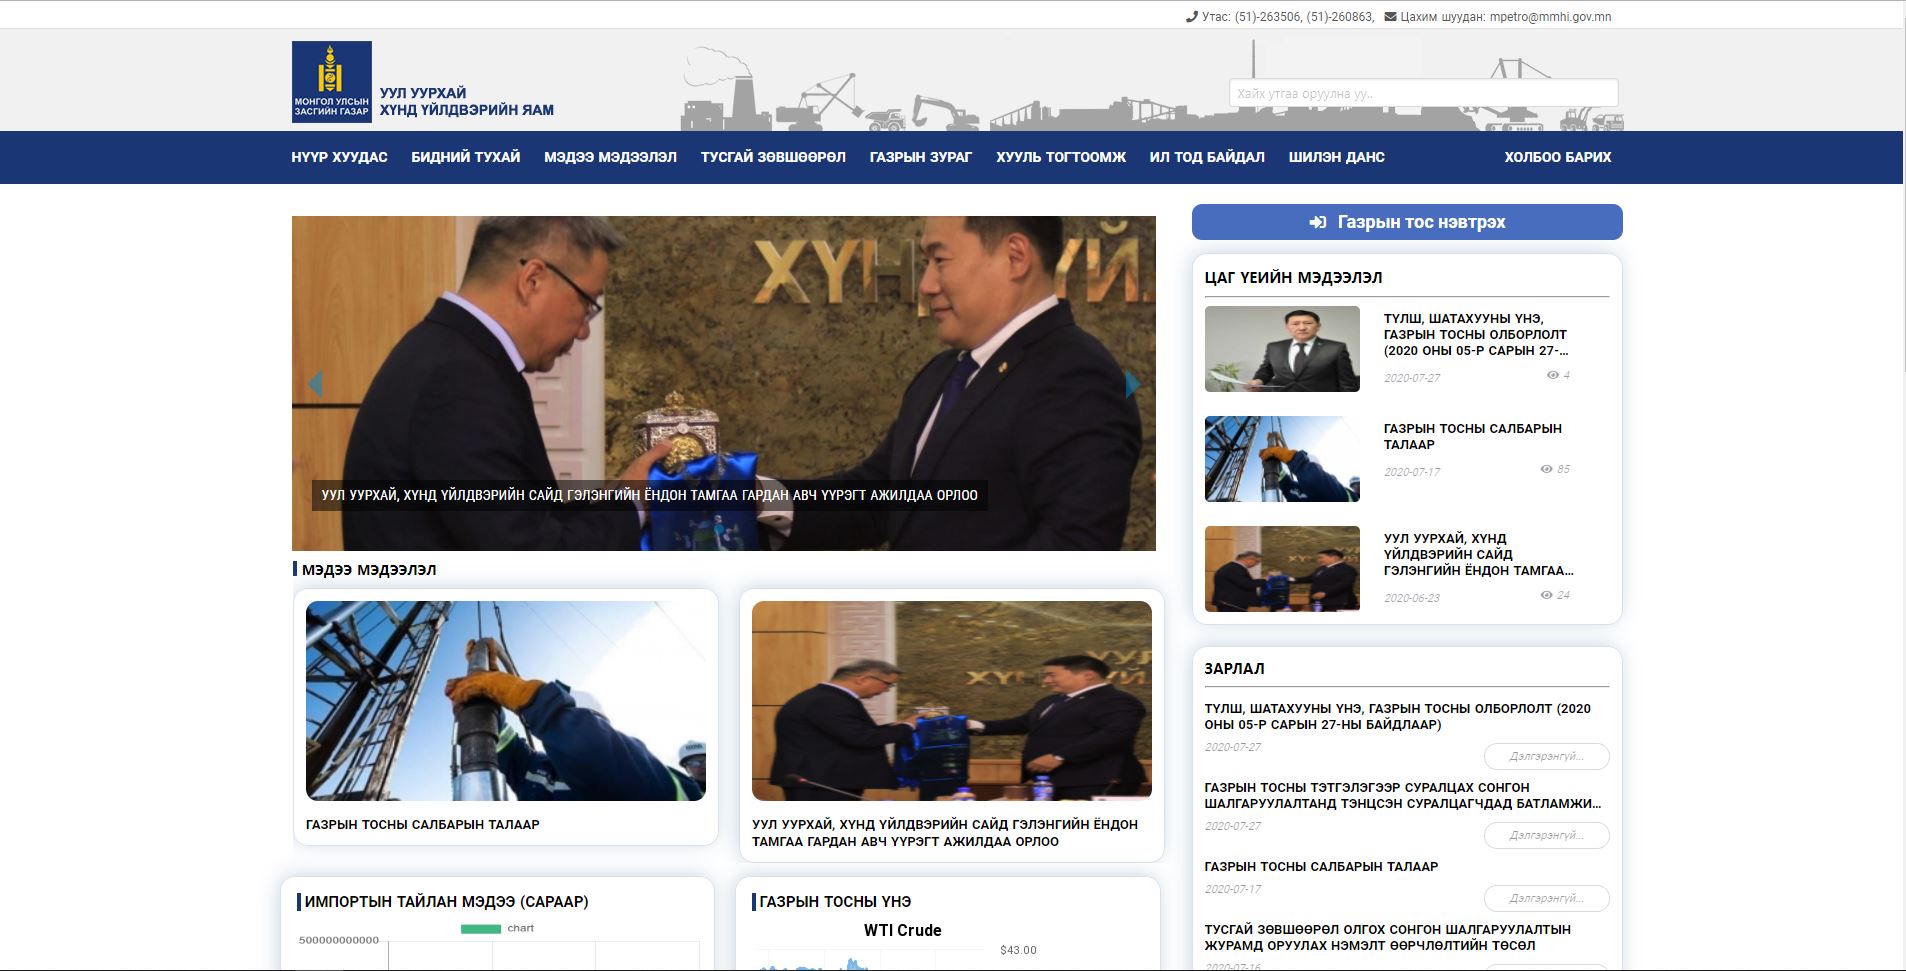 Утас: (51)-263506, (51)-260863, Цахим шуудан: mpetro@mmhi.gov.mn
МОНГОЛ УЛСЫН
ЗАСГИЙН ГАЗАР
УУЛ УУРХАЙ
ХҮНД ҮЙЛДВЭРИЙН ЯАМ
Хайх утгаа оруулна уу..
НҮҮР ХУУДАС БИДНИЙ ТУХАЙ МЭДЭЭ МЭДЭЭЛЭЛ ТУСГАЙ ЗӨВШӨӨРӨЛ ГАЗРЫН ЗУРАГ ХУУЛЬ ТОГТООМЖ ИЛ ТОД БАЙДАЛ ШИЛЭН ДАНС ХОЛБОО БАРИХ
УУЛ УУРХАЙ, ХҮНД ҮЙЛДВЭРИЙН САЙД ГЭЛЭНГИЙН ЁНДОН ТАМГАА ГАРДАН АВЧ ҮҮРЭГТ АЖИЛДАА ОРЛОО
МЭДЭЭ МЭДЭЭЛЭЛ
ГАЗРЫН ТОСНЫ САЛБАРЫН ТАЛААР
УУЛ УУРХАЙ, ХҮНД ҮЙЛДВЭРИЙН САЙД ГЭЛЭНГИЙН ЁНДОН
ТАМГАА ГАРДАН АВЧ ҮҮРЭГТ АЖИЛДАА ОРЛОО
ИМПОРТЫН ТАЙЛАН МЭДЭЭ (САРААР)
chart
500000000000
ГАЗРЫН ТОСНЫ ҮНЭ
WTI Crude
$43.00
Газрын тос нэвтрэх
ЦАГ ҮЕИЙН МЭДЭЭЛЭЛ
ТҮЛШ, ШАТАХУУНЫ ҮНЭ,
ГАЗРЫН ТОСНЫ ОЛБОРЛОЛТ
(2020 ОНЫ 05-Р САРЫН 27-...
2020-07-27 4
ГАЗРЫН ТОСНЫ САЛБАРЫН
ТАЛААР
2020-07-17 85
УУЛ УУРХАЙ, ХҮНД
ҮЙЛДВЭРИЙН САЙД
ГЭЛЭНГИЙН ЁНДОН ТАМГАА...
2020-06-23 24
ЗАРЛАЛ
ТҮЛШ, ШАТАХУУНЫ ҮНЭ, ГАЗРЫН ТОСНЫ ОЛБОРЛОЛТ (2020
ОНЫ 05-Р САРЫН 27-НЫ БАЙДЛААР)
2020-07-27
Дэлгэрэнгүй...
ГАЗРЫН ТОСНЫ ТЭТГЭЛЭГЭЭР СУРАЛЦАХ СОНГОН
ШАЛГАРУУЛАЛТАНД ТЭНЦСЭН СУРАЛЦАГЧДАД БАТЛАМЖИ...
2020-07-27
Дэлгэрэнгүй...
ГАЗРЫН ТОСНЫ САЛБАРЫН ТАЛААР
2020-07-17
Дэлгэрэнгүй...
ТУСГАЙ ЗӨВШӨӨРӨЛ ОЛГОХ СОНГОН ШАЛГАРУУЛАЛТЫН
ЖУРАМД ОРУУЛАХ НЭМЭЛТ ӨӨРЧЛӨЛТИЙН ТӨСӨЛ
2020-07-16